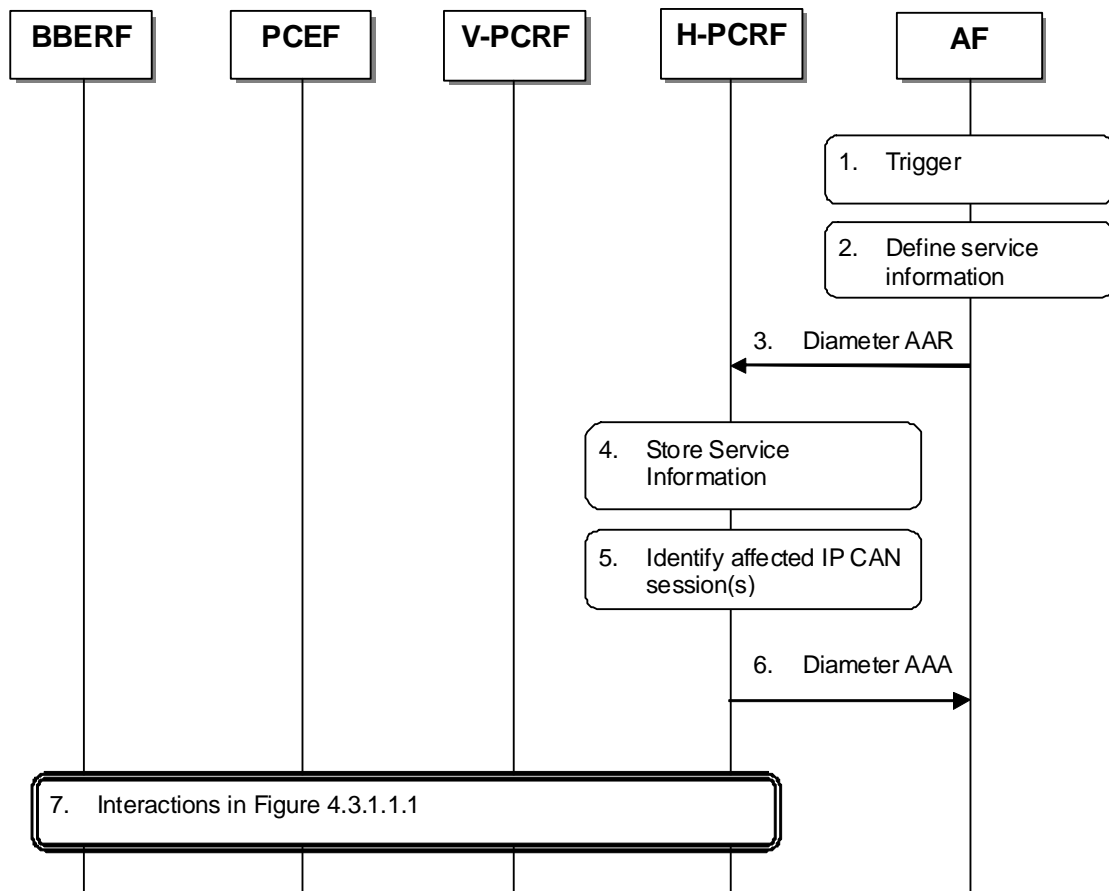 BBERF PCEF V-PCRF H-PCRF AF
1. Trigger
2. Define service
information
3. Diameter AAR
4. Store Service
Information
5. Identify affected IP CAN
session(s)
6. Diameter AAA
7. Interactions in Figure 4.3.1.1.1